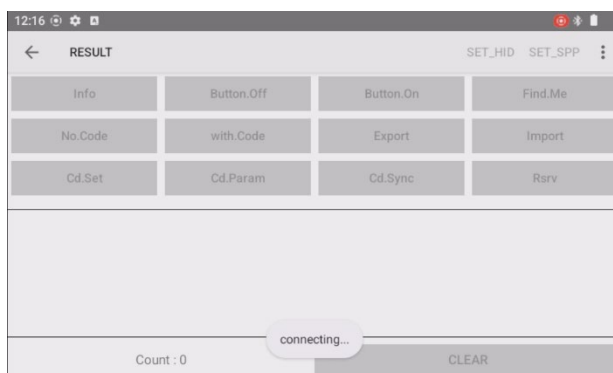 12:16
RESULT SET_HID SET_SPP
Info Button.Off Button.On Find.Me
No.Code with.Code Export Import
Cd.Set Cd.Param Cd.Sync Rsrv
connecting...
Count : 0 CLEAR